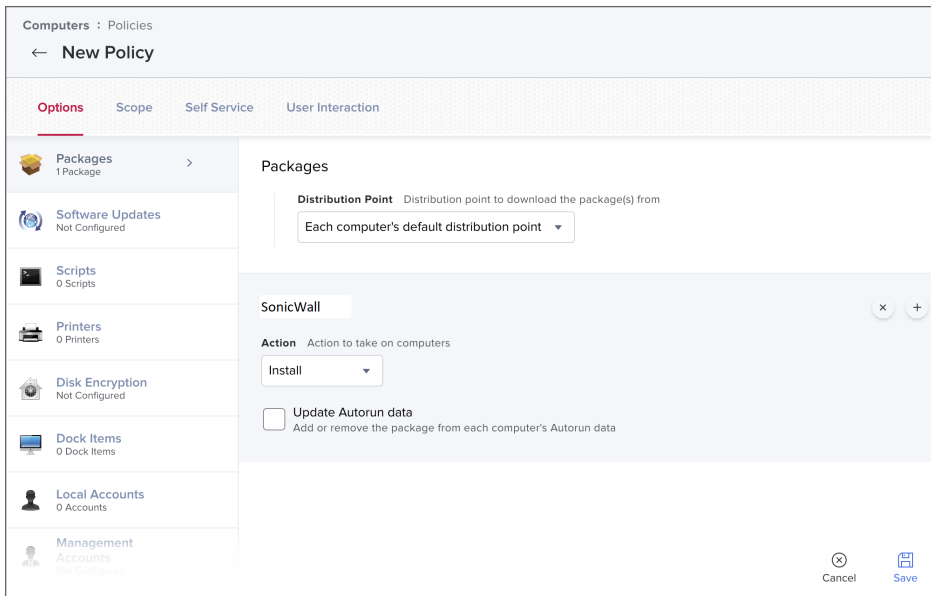 Computers : Policies
← New Policy
Options Scope Self Service User Interaction
Packages
1 Package
Software Updates
Not Configured
Scripts
0 Scripts
Printers
0 Printers
Disk Encryption
Not Configured
Dock Items
0 Dock Items
Local Accounts
0 Accounts
Management
Accounts
Not Configured
Packages
Distribution Point Distribution point to download the package(s) from
Each computer's default distribution point
SonicWall
Action Action to take on computers
Install
Update Autorun data
Add or remove the package from each computer's Autorun data
Cancel
Save